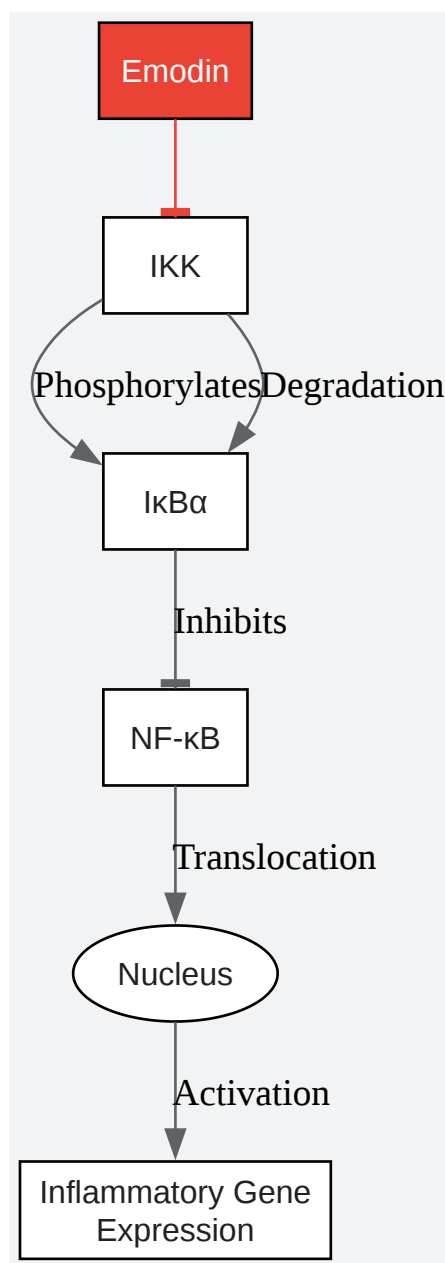 Emodin
IKK
Phosphorylates
Degradation
IκBα
Inhibits
NF-κB
Translocation
Nucleus
Activation
Inflammatory Gene
Expression